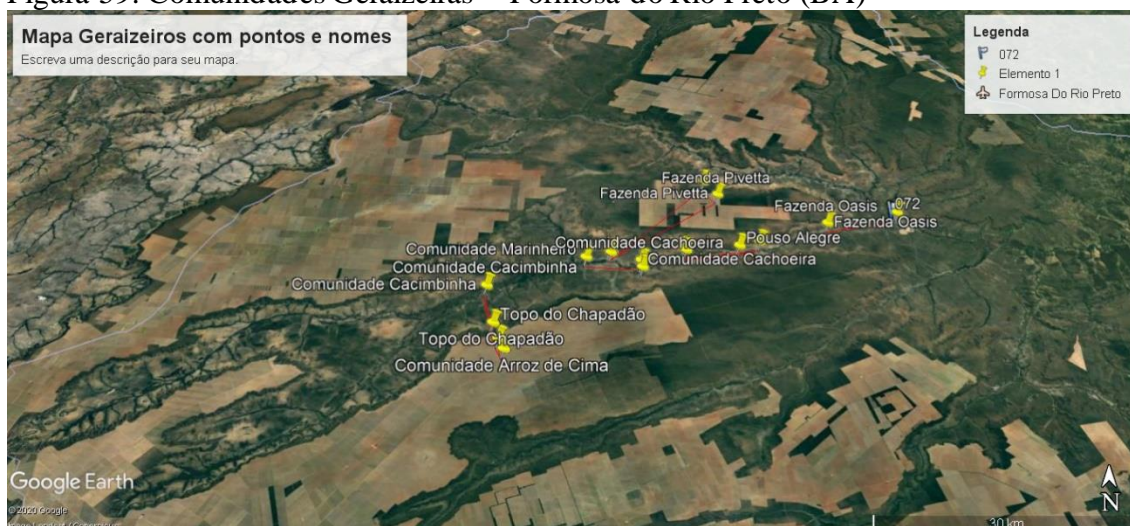 Figura 39: Comunidades Geraizeiras – Formosa do Rio Preto (BA)
Mapa Geraizeiros com pontos e nomes
Escreva uma descrição para seu mapa.
Legenda
072
Elemento 1
Formosa Do Rio Preto
Fazenda Pivetta
Fazenda Pivetta
Fazenda Oasis
072
Fazenda Oasis
Comunidade Marinheiro
Comunidade Cachoeira
Pouso Alegre
Comunidade Cacimbinha
Comunidade Cachoeira
Comunidade Cacimbinha
Topo do Chapadão
Topo do Chapadão
Comunidade Arroz de Cima
Google Earth
© 2020 Google
N
30 km